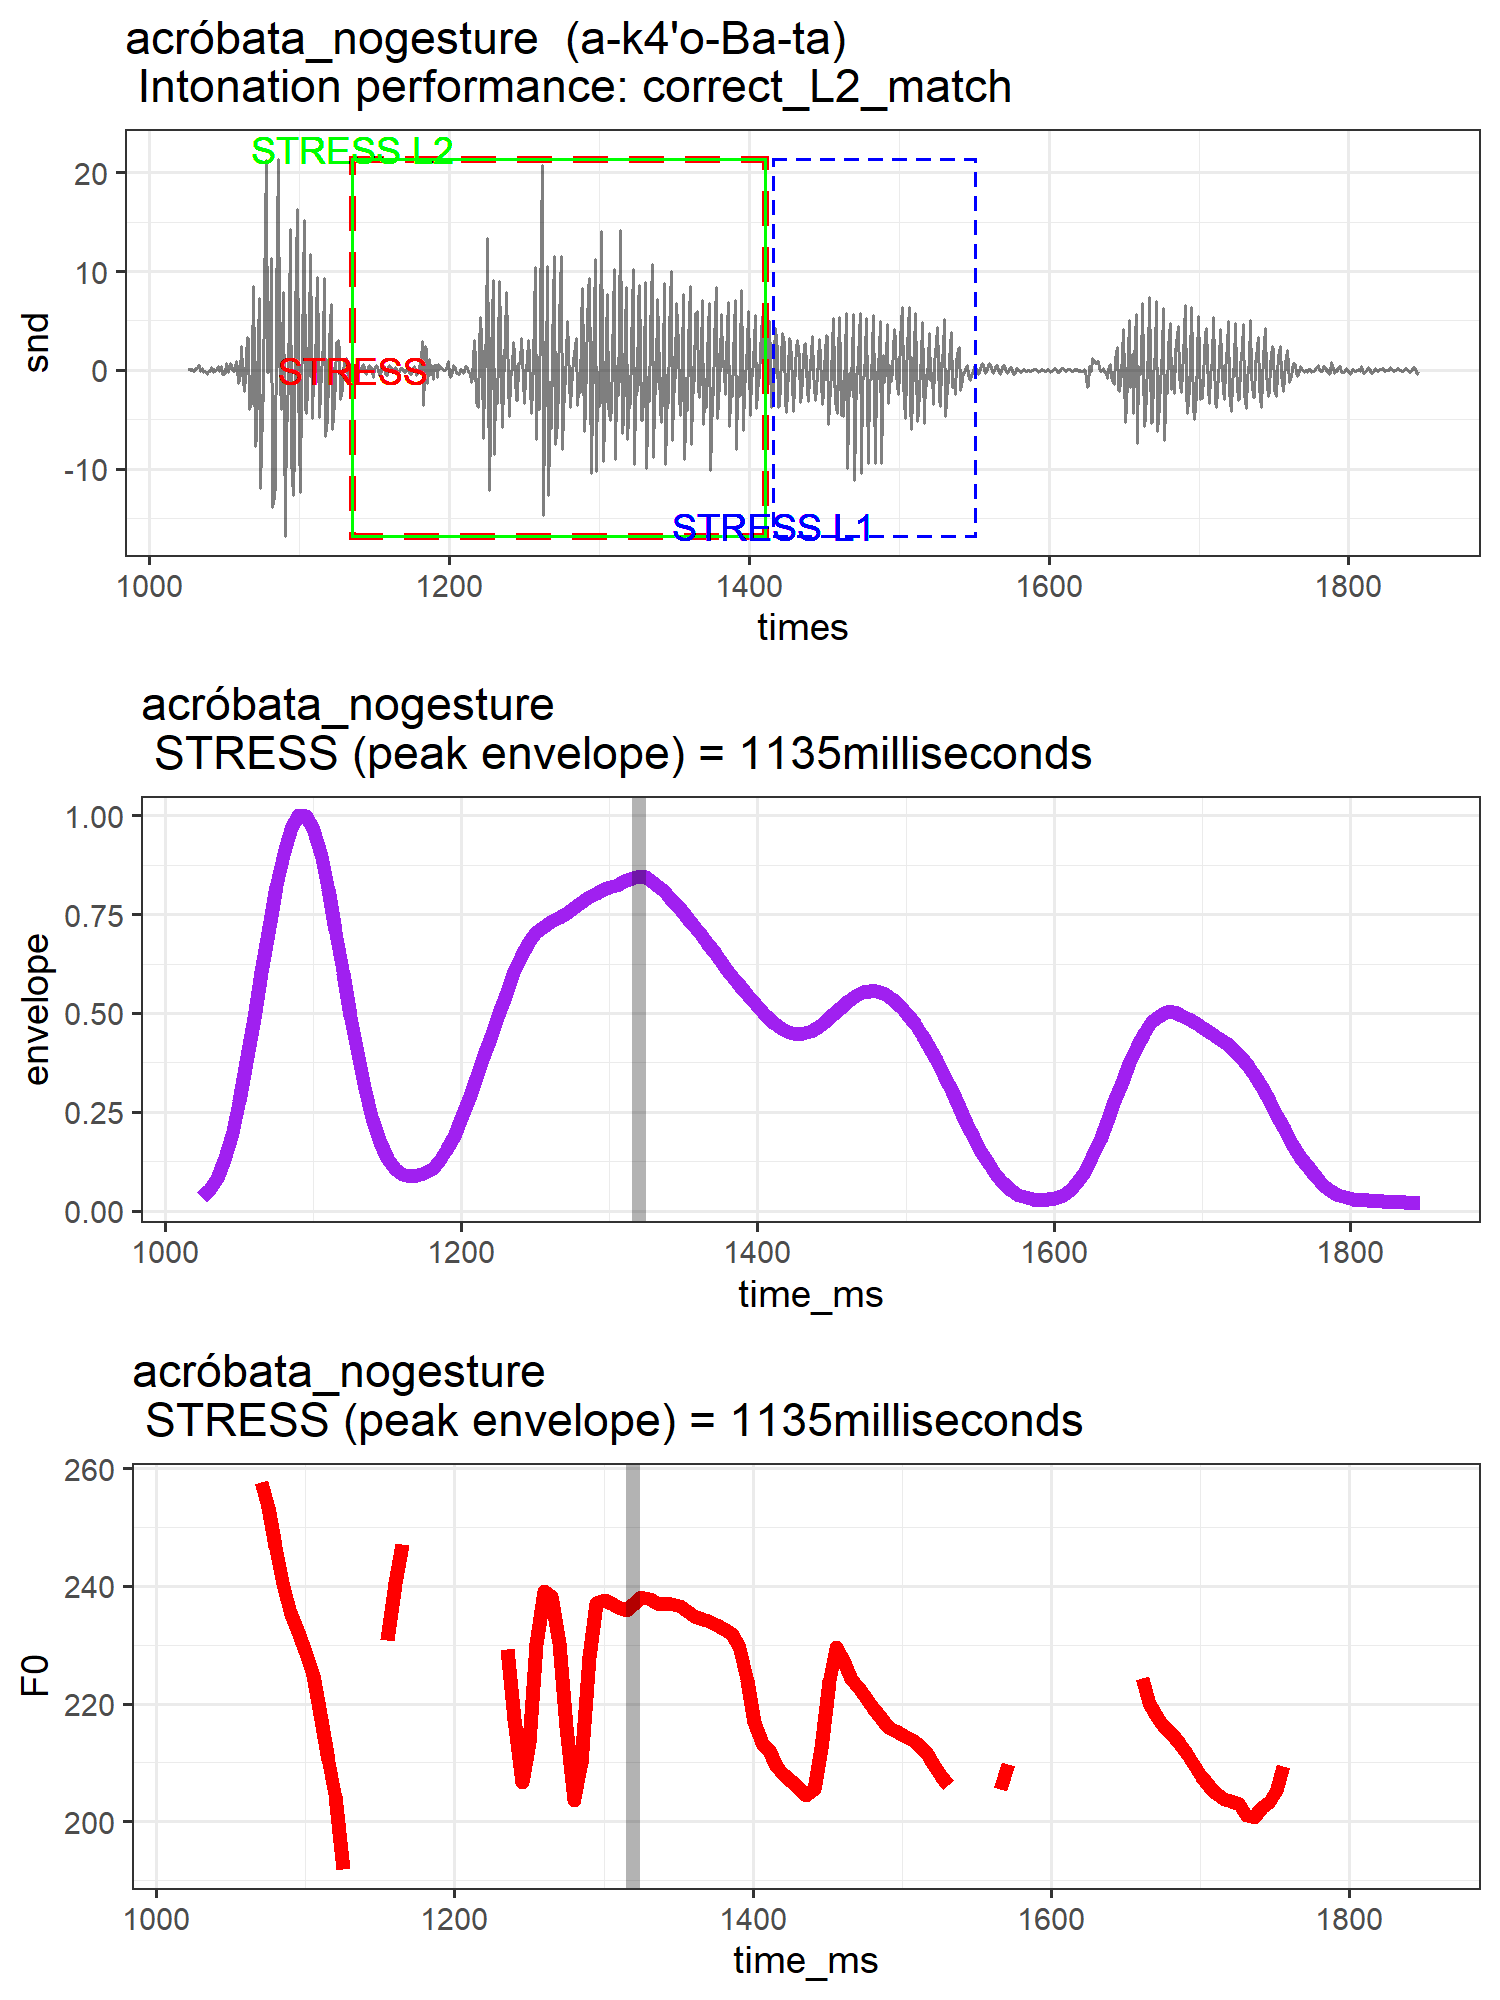 acróbata_nogesture  (a-k4'o-Ba-ta)
Intonation performance: correct_L2_match
STRESS L2
20
10
snd
0
STRESS
-10
STRESS L1
1000 1200 1400 1600 1800
times
acróbata_nogesture
STRESS (peak envelope) = 1135milliseconds
1.00
0.75
envelope
0.50
0.25
0.00
1000 1200 1400 1600 1800
time_ms
acróbata_nogesture
STRESS (peak envelope) = 1135milliseconds
260
240
F0
220
200
1000 1200 1400 1600 1800
time_ms